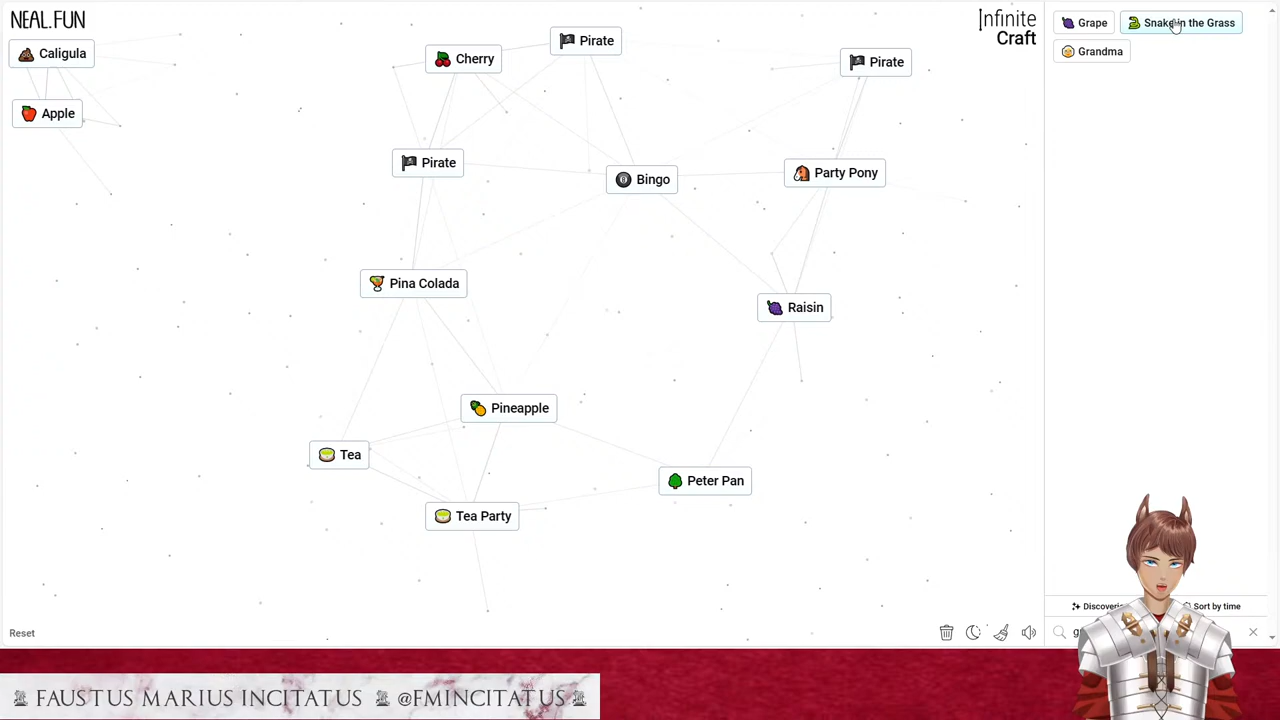 NEAL.FUN
Infinite
Craft
Caligula
Apple
Cherry
Pirate
Pirate
Pirate
Bingo
Party Pony
Pina Colada
Raisin
Pineapple
Tea
Peter Pan
Tea Party
Reset
Grape
Snake in the Grass
Grandma
Sort by time
FAUSTUS MARIUS INCITATUS @FMINCITATUS